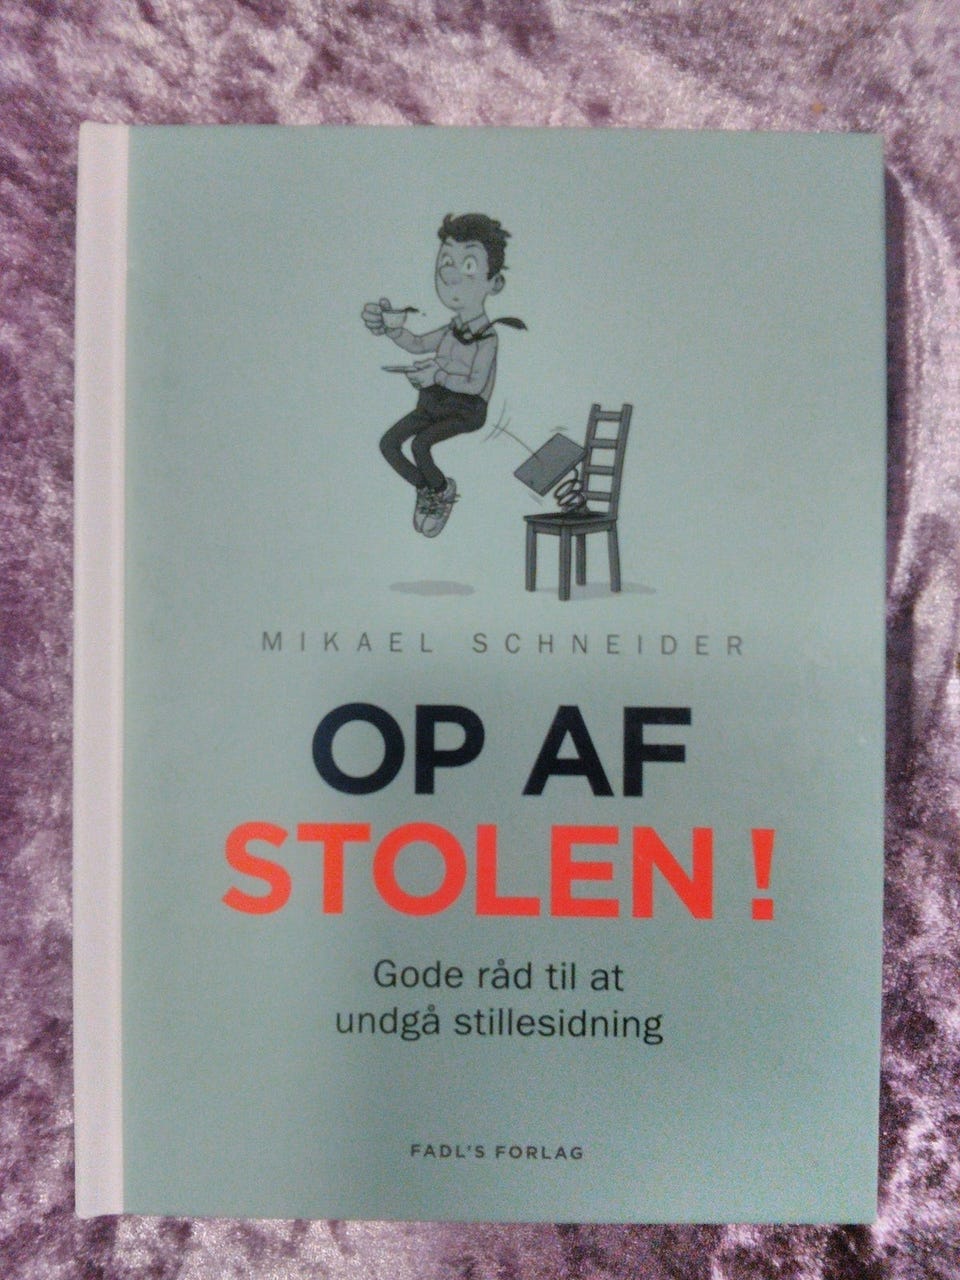 MIKAEL SCHNEIDER
OP AF
STOLEN!
Gode råd til at
undgå stillesidning
FADL'S FORLAG